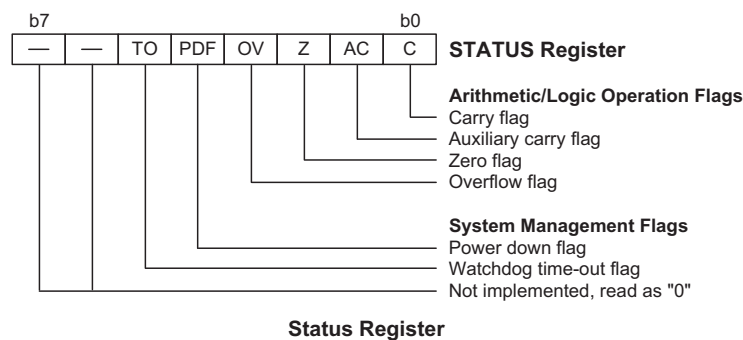 b7 b0
— — TO PDF OV Z AC C STATUS Register
Arithmetic/Logic Operation Flags
Carry flag
Auxiliary carry flag
Zero flag
Overflow flag
System Management Flags
Power down flag
Watchdog time-out flag
Not implemented, read as "0"
Status Register